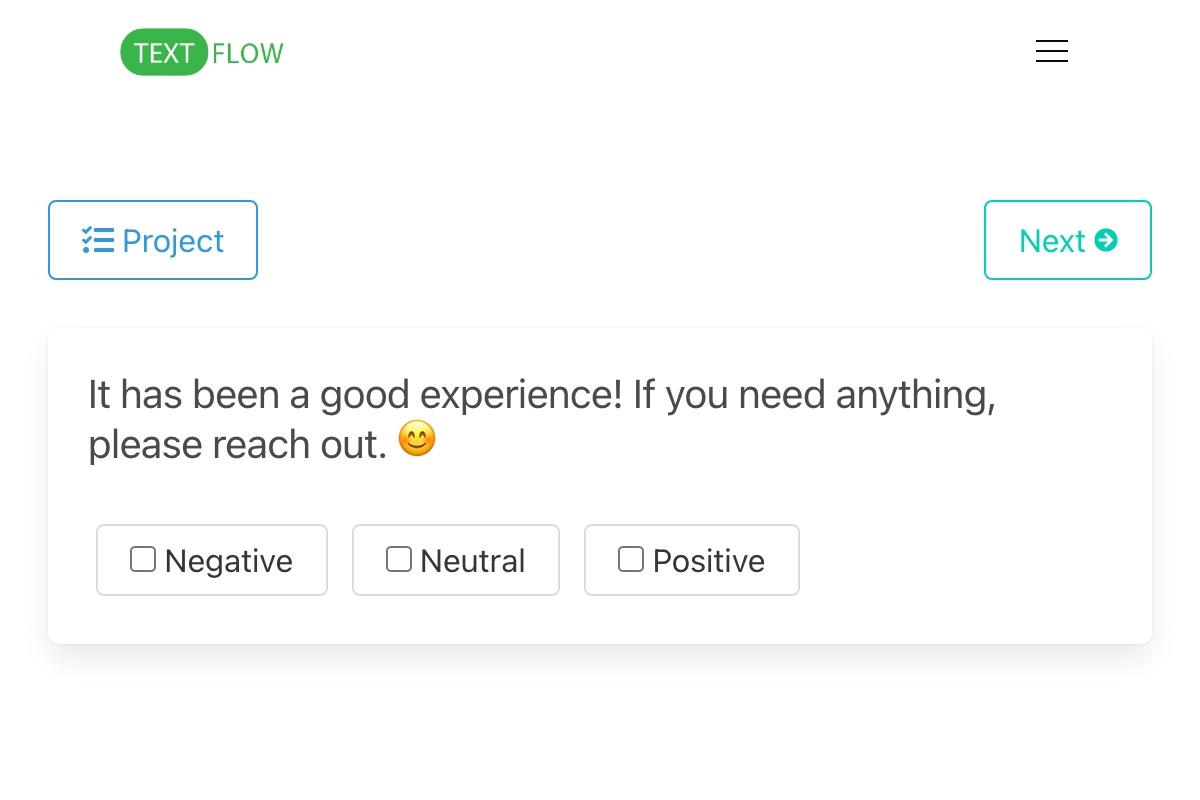 TEXT FLOW
Project
Next
It has been a good experience! If you need anything,
please reach out. 😊
Negative Neutral Positive